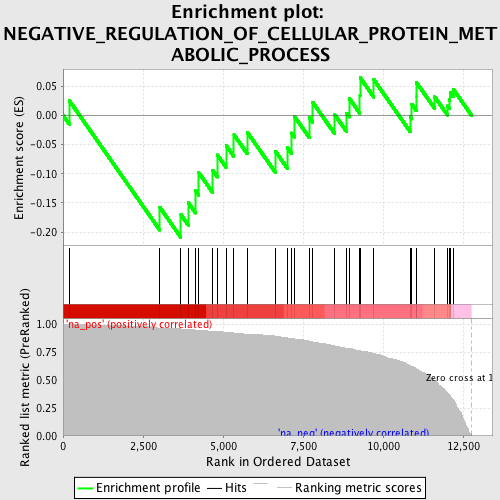 Enrichment plot:
NEGATIVE_REGULATION_OF_CELLULAR_PROTEIN_MET
ABOLIC_PROCESS
Enrichment score (ES)
0.05
0.00
-0.05
-0.10
-0.15
-0.20
'na_pos' (positively correlated)
Ranked list metric (PreRanked)
1.00
0.75
0.50
0.25
0.00
Zero cross at 1
'na_neg' (negatively correlated)
0
2,500
5,000
7,500
10,000
12,500
Rank in Ordered Dataset
Enrichment profile
Hits
Ranking metric scores